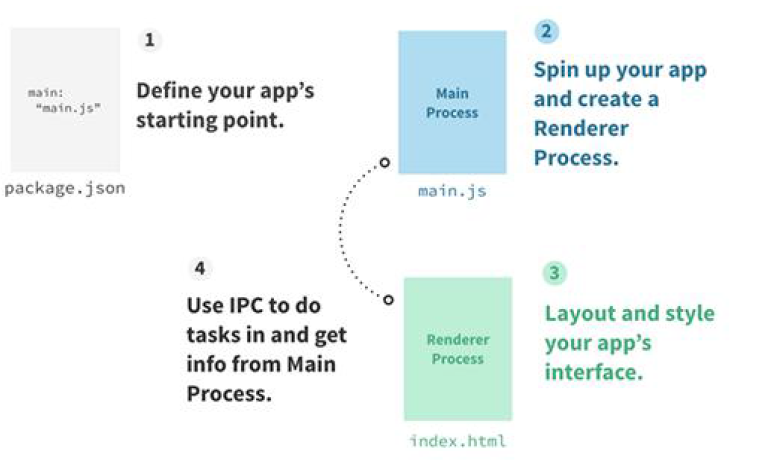 1
main:
"main.js"
Define your app's
starting point.
package.json
2
Main
Process
Spin up your app
and create a
Renderer
Process.
main.js
4
Use IPC to do
tasks in and get
info from Main
Process.
3
Renderer
Process
Layout and style
your app's
interface.
index.html